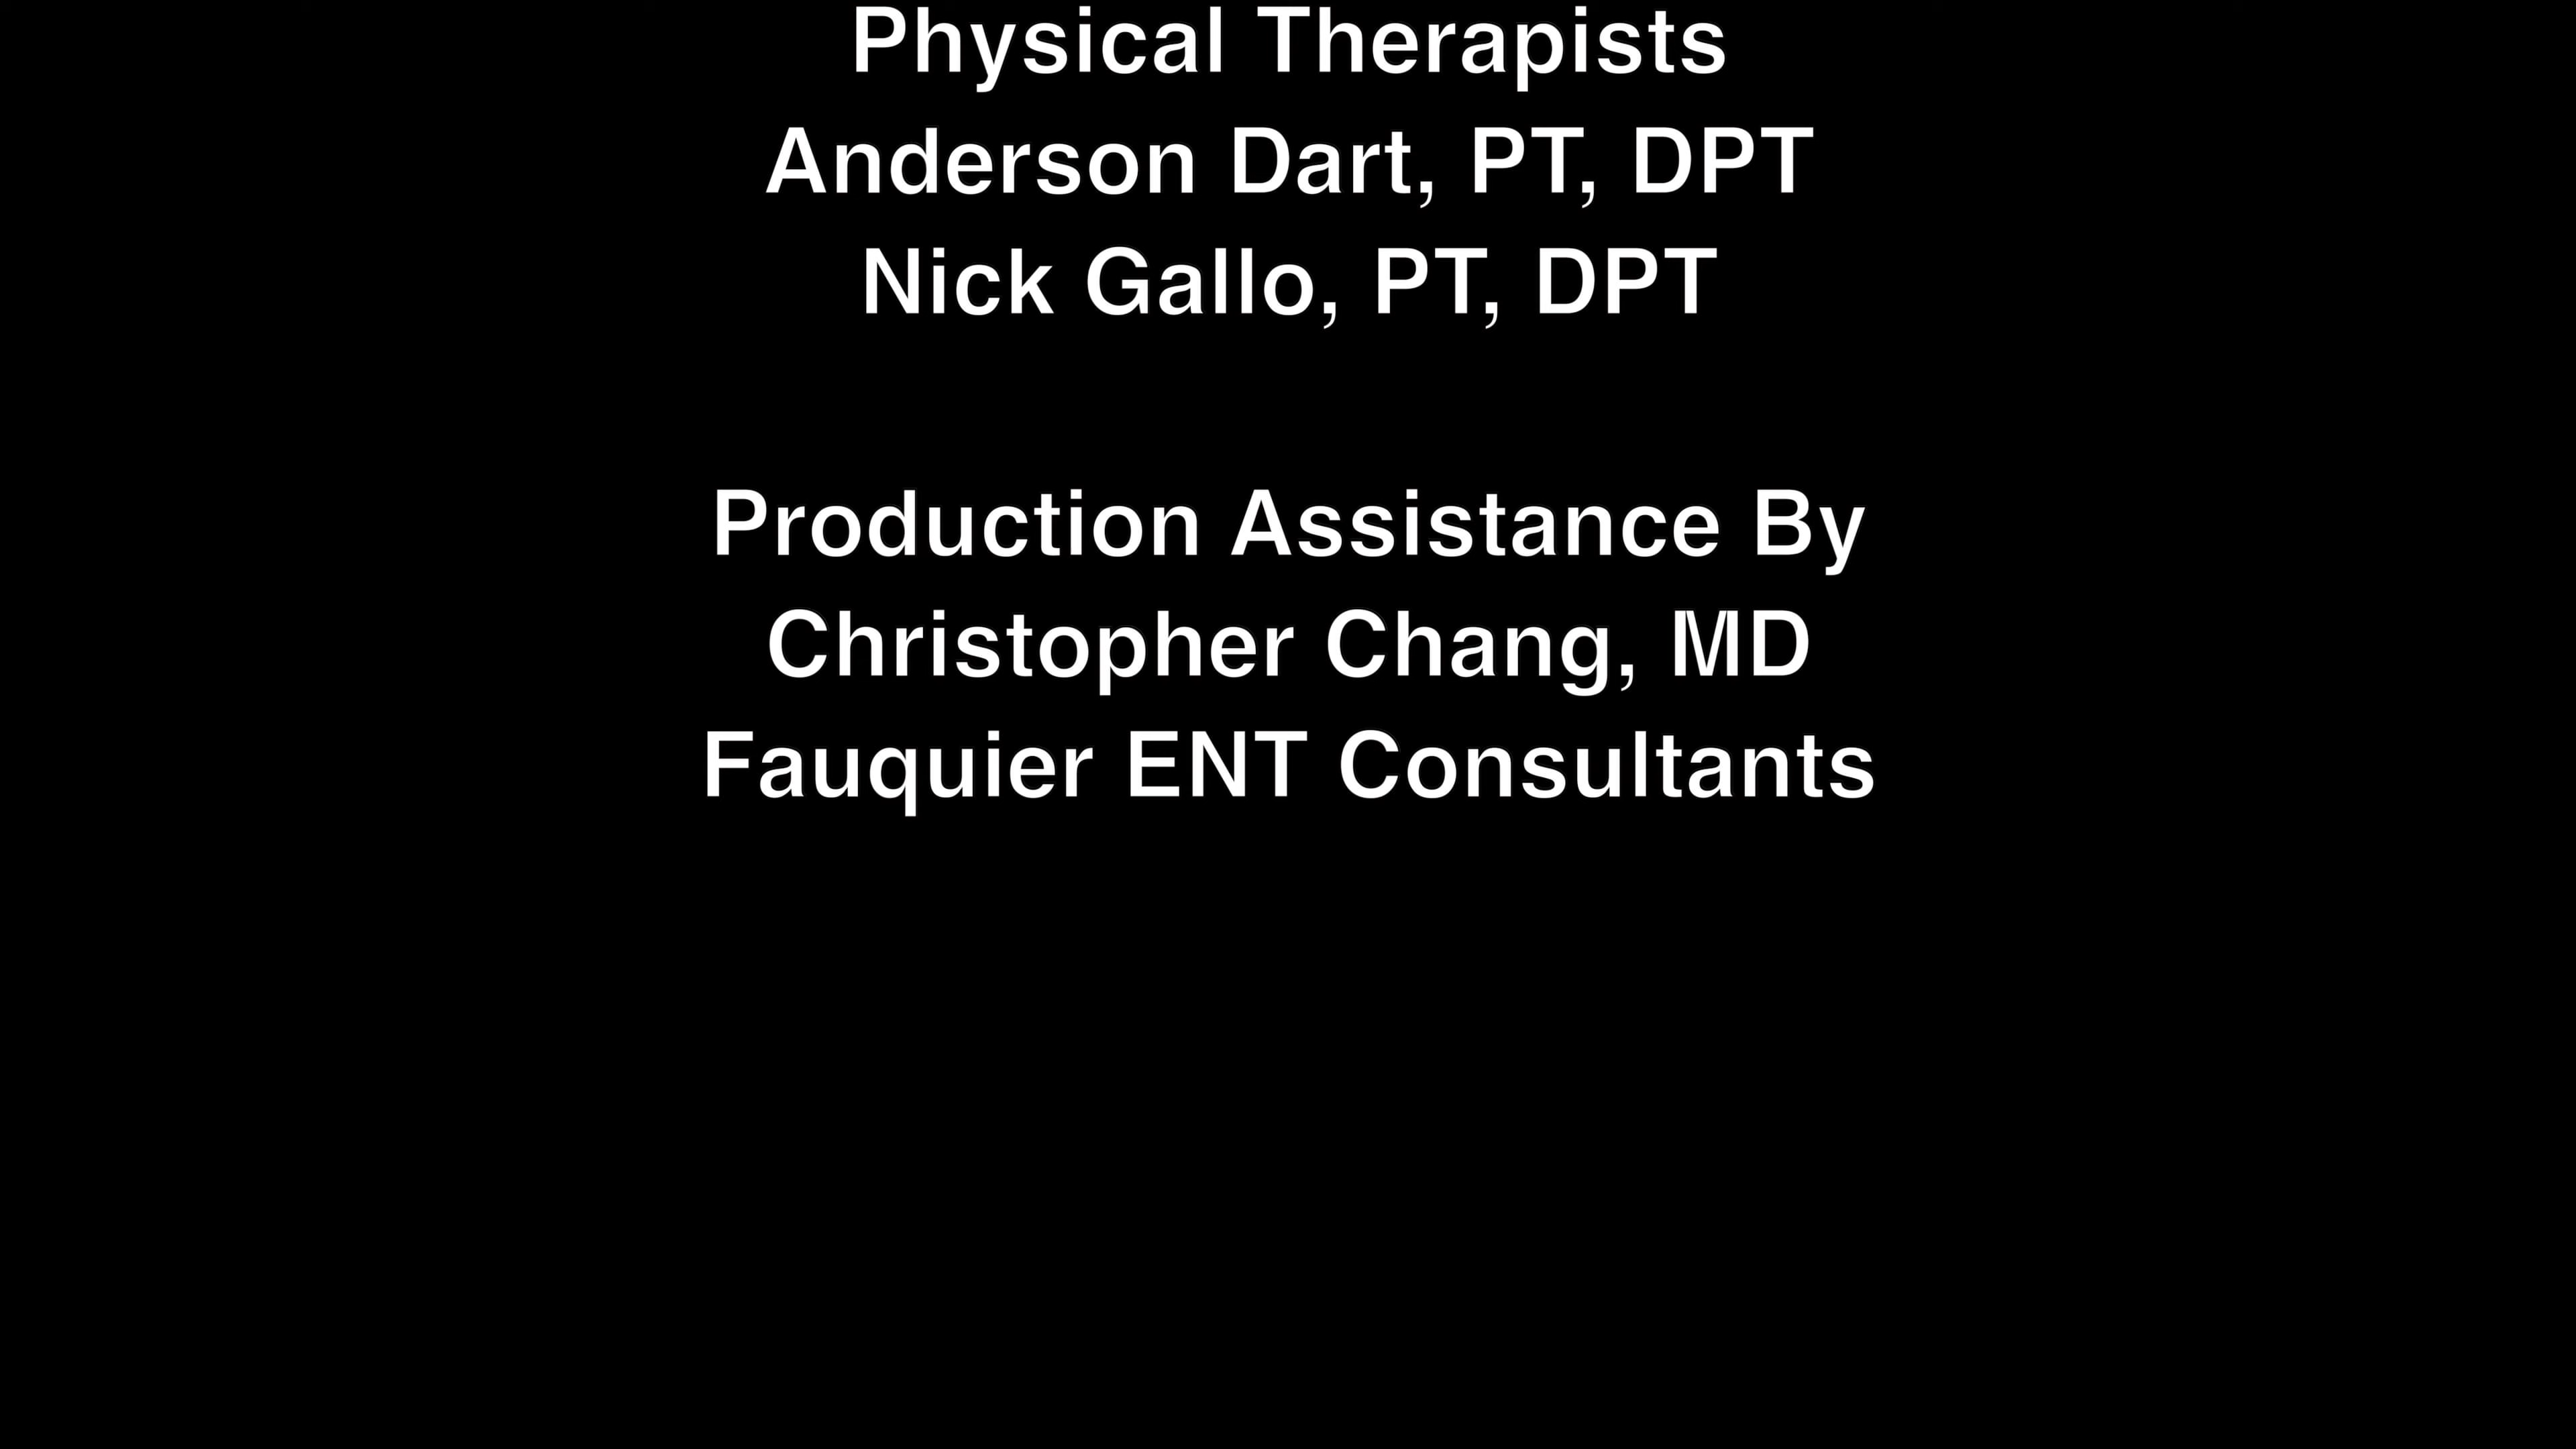 Physical Therapists
Anderson Dart, PT, DPT
Nick Gallo, PT, DPT
Production Assistance By
Christopher Chang, MD
Fauquier ENT Consultants